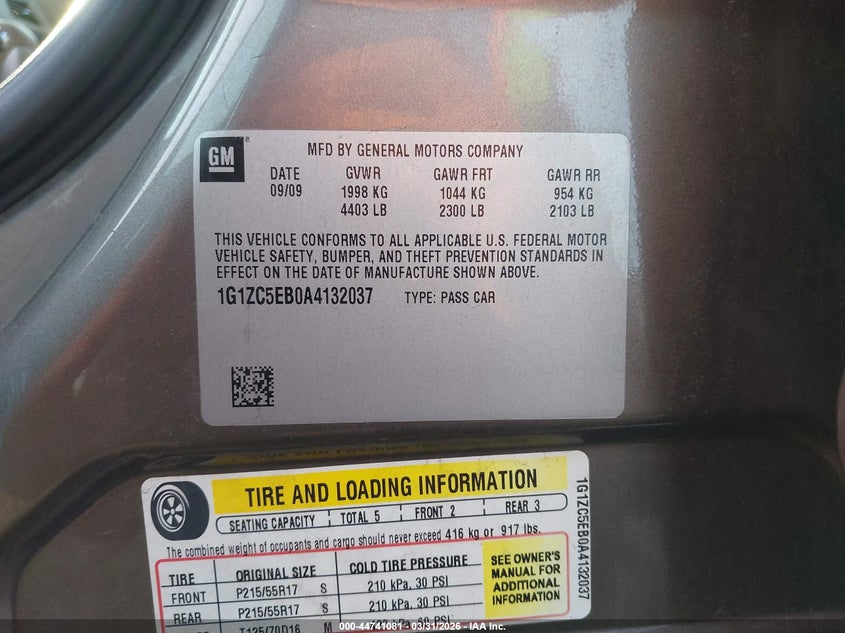 GM
MFD BY GENERAL MOTORS COMPANY
DATE GVWR GAWR FRT GAWR RR
09/09 1998 KG 1044 KG 954 KG
4403 LB 2300 LB 2103 LB
THIS VEHICLE CONFORMS TO ALL APPLICABLE U.S. FEDERAL MOTOR
VEHICLE SAFETY, BUMPER, AND THEFT PREVENTION STANDARDS IN
EFFECT ON THE DATE OF MANUFACTURE SHOWN ABOVE.
1G1ZC5EB0A4132037 TYPE: PASS CAR
TIRE AND LOADING INFORMATION
SEATING CAPACITY TOTAL 5 FRONT 2 REAR 3
The combined weight of occupants and cargo should never exceed 416 kg or 917 lbs.
TIRE ORIGINAL SIZE COLD TIRE PRESSURE
FRONT P215/55R17 S 210 kPa, 30 PSI
REAR P215/55R17 S 210 kPa, 30 PSI
T125/70D16 M 60 PSI
SEE OWNER'S
MANUAL FOR
ADDITIONAL
INFORMATION
1G1ZC5EB0A4132037
000-44741081 - 03/31/2026 - IAA Inc.